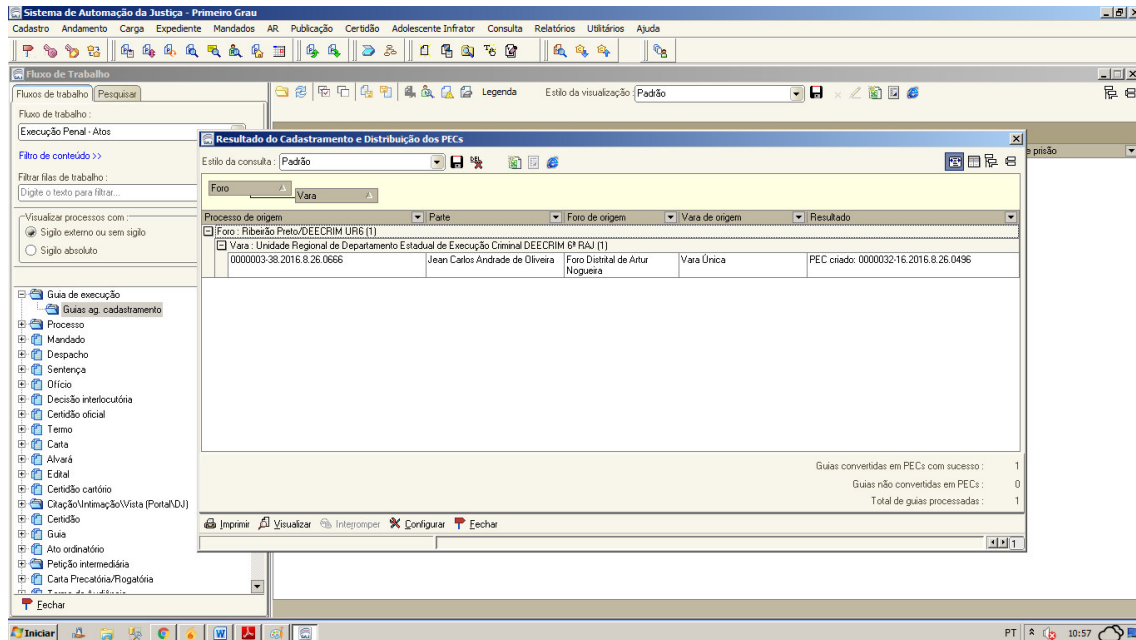 Sistema de Automação da Justiça - Primeiro Grau
Cadastro Andamento Carga Expediente Mandados AR Publicação Certidão Adolescente Infrator Consulta Relatórios Utilitários Ajuda
Fluxo de Trabalho
Fluxos de trabalho Pesquisar
Legenda Estilo da visualização : Padrão
Fluxo de trabalho :
Execução Penal - Atos
Filtro de conteúdo >>
Filtrar filas de trabalho :
Digite o texto para filtrar...
Visualizar processos com :
Sigilo externo ou sem sigilo
Sigilo absoluto
Guia de execução
Guias ag. cadastramento
Processo
Mandado
Despacho
Sentença
Ofício
Decisão interlocutória
Certidão oficial
Termo
Carta
Alvará
Edital
Certidão cartório
Citação\Intimação\Vista (Portal\DJ)
Certidão
Guia
Ato ordinatório
Petição intermediária
Carta Precatória/Rogatória
Fechar
e prisão
Resultado do Cadastramento e Distribuição dos PECs
Estilo da consulta : Padrão
Foro
Vara
Processo de origem Parte Foro de origem Vara de origem Resultado
Foro : Ribeirão Preto/DEECRIM UR6 (1)
Vara : Unidade Regional de Departamento Estadual de Execução Criminal DEECRIM 6ª RAJ (1)
0000003-38.2016.8.26.0666 Jean Carlos Andrade de Oliveira Foro Distrital de Artur Vara Única PEC criado: 0000032-16.2016.8.26.0496
Nogueira
Guias convertidas em PECs com sucesso : 1
Guias não convertidas em PECs : 0
Total de guias processadas : 1
Imprimir Visualizar Interromper Configurar Fechar
1
Iniciar PT 10:57